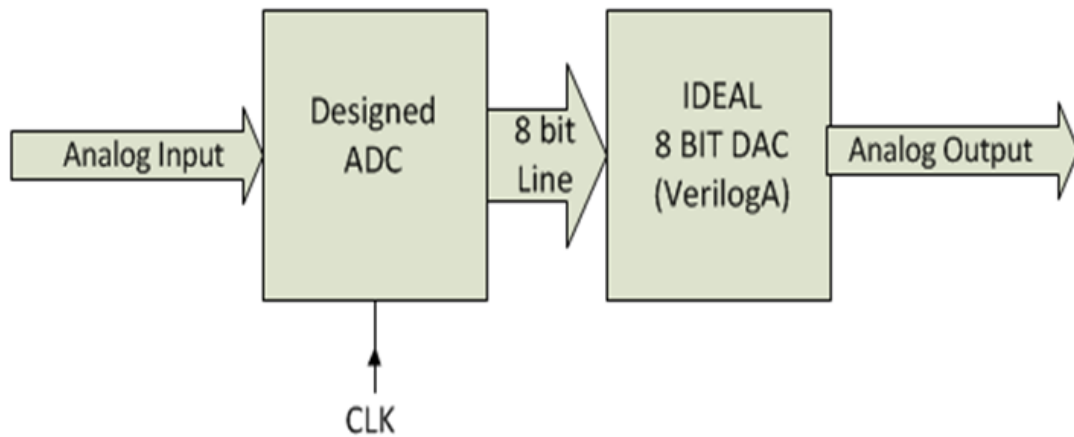 Analog Input
Designed
ADC
8 bit
Line
IDEAL
8 BIT DAC
(VerilogA)
Analog Output
CLK